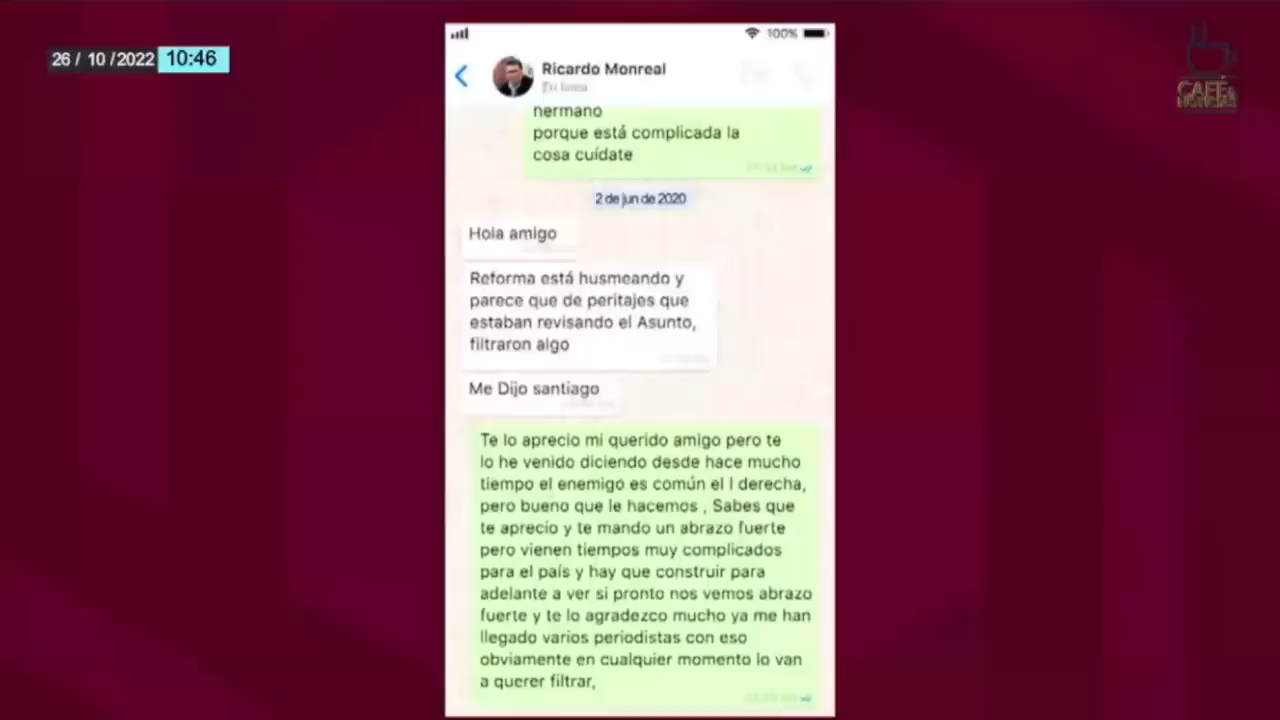 26 / 10 /2022 10:46
100%
Ricardo Monreal
nermano
porque está complicada la
cosa cuídate
2 de jun de 2020
Hola amigo
Reforma está husmeando y
parece que de peritajes que
estaban revisando el Asunto,
filtraron algo
Me Dijo santiago
Te lo aprecio mi querido amigo pero te
lo he venido diciendo desde hace mucho
tiempo el enemigo es común el l derecha,
pero bueno que le hacemos , Sabes que
te aprecio y te mando un abrazo fuerte
pero vienen tiempos muy complicados
para el país y hay que construir para
adelante a ver si pronto nos vemos abrazo
fuerte y te lo agradezco mucho ya me han
llegado varios periodistas con eso
obviamente en cualquier momento lo van
a querer filtrar,